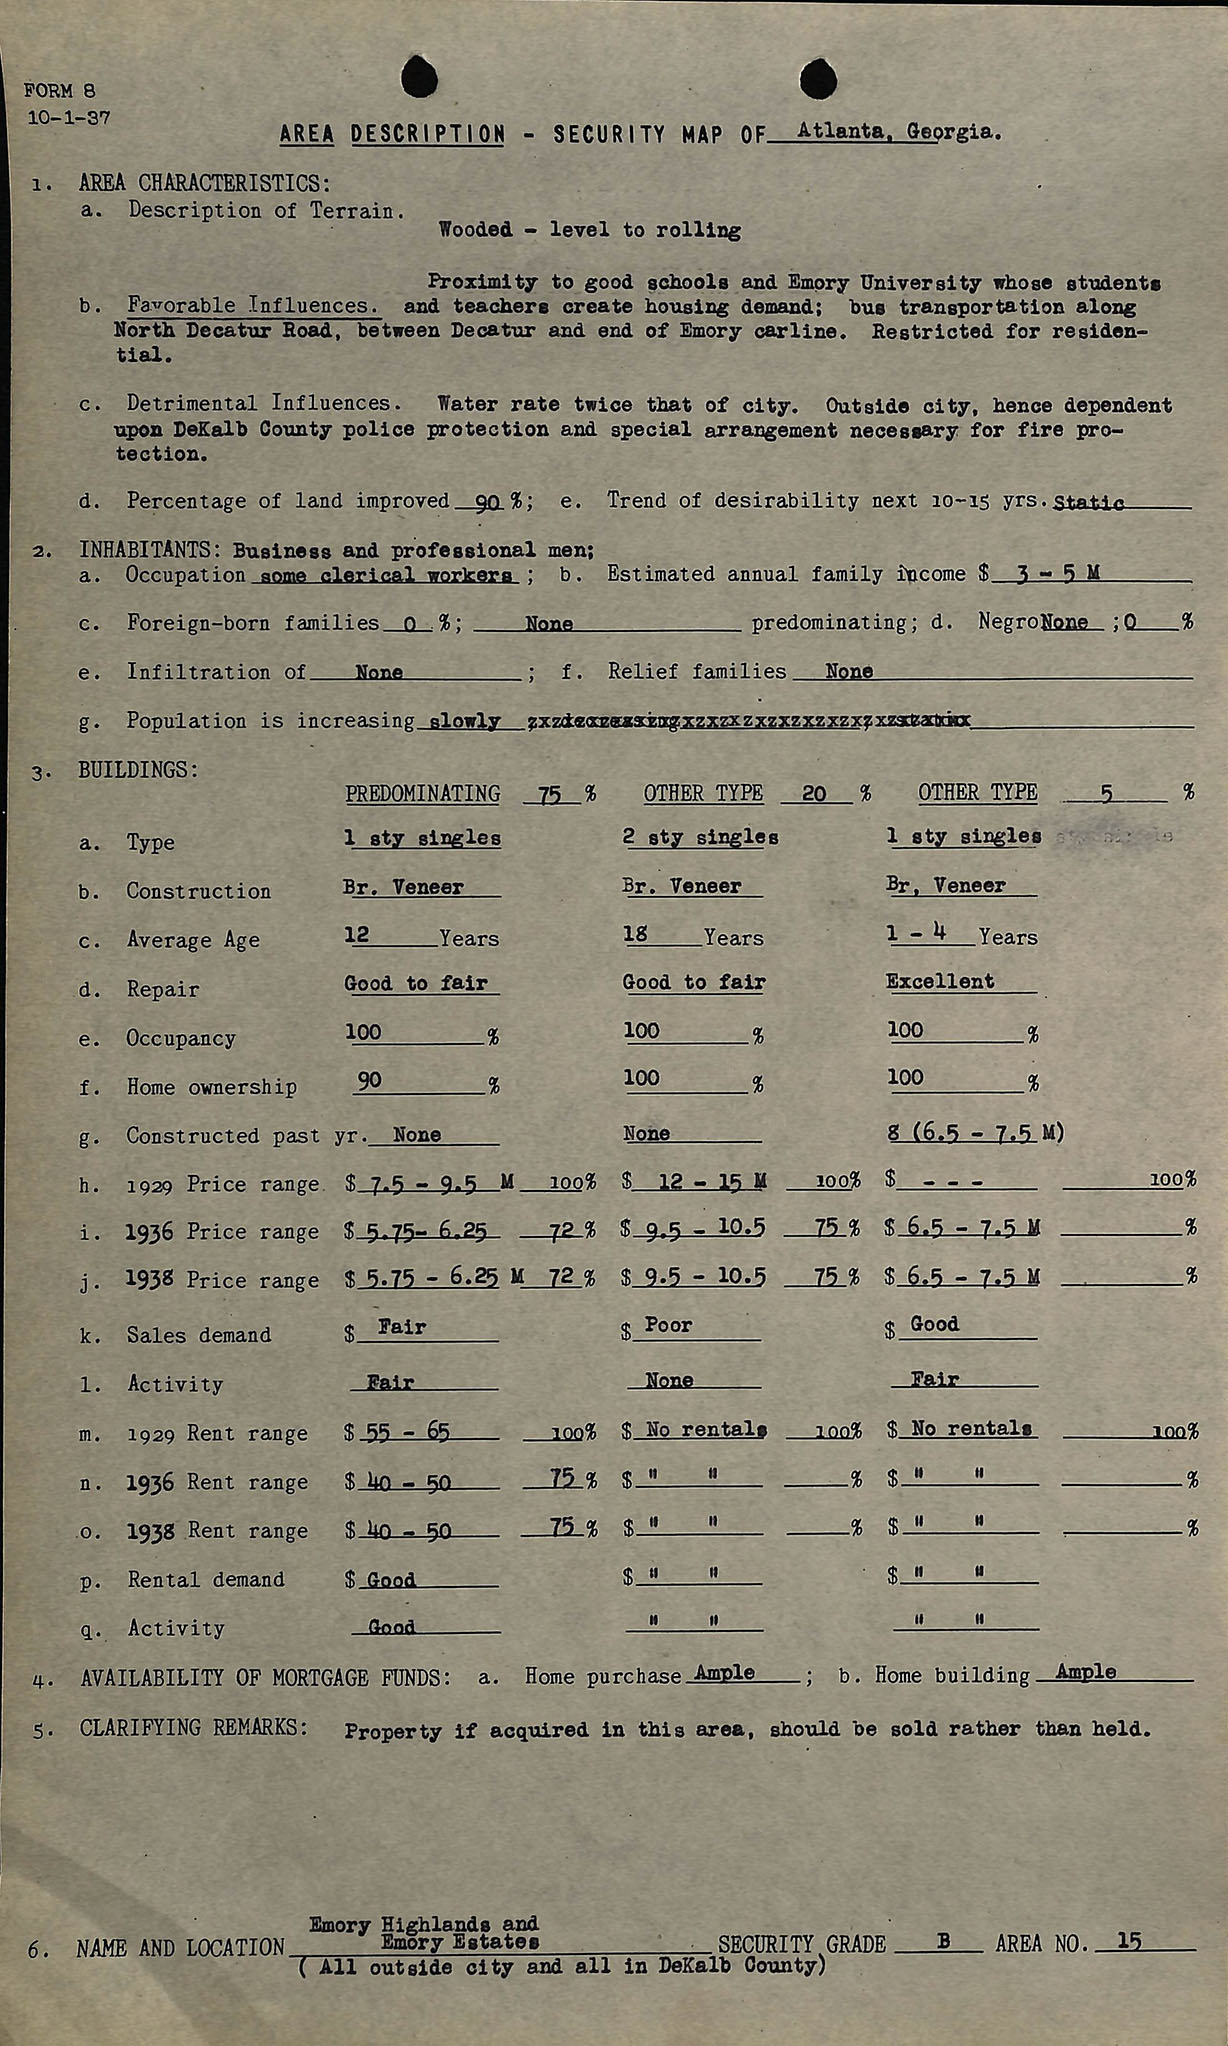 FORM 8
10-1-37
AREA DESCRIPTION - SECURITY MAP OF Atlanta, Georgia.
1. AREA CHARACTERISTICS:
a. Description of Terrain.
Wooded - level to rolling
Proximity to good schools and Emory University whose students
b. Favorable Influences. and teachers create housing demand; bus transportation along
North Decatur Road, between Decatur and end of Emory carline. Restricted for residen-
tial.
c. Detrimental Influences. Water rate twice that of city. Outside city, hence dependent
upon DeKalb County police protection and special arrangement necessary for fire pro-
tection.
d. Percentage of land improved 90 %; e. Trend of desirability next 10-15 yrs. Static
2. INHABITANTS: Business and professional men;
a. Occupation some clerical workers ; b. Estimated annual family income $ 3 - 5 M
c. Foreign-born families 0 %; None predominating; d. Negro None ; 0 %
e. Infiltration of None ; f. Relief families None
g. Population is increasing slowly
3. BUILDINGS:
PREDOMINATING 75 % OTHER TYPE 20 % OTHER TYPE 5 %
a. Type 1 sty singles 2 sty singles 1 sty singles
b. Construction Br. Veneer Br. Veneer Br, Veneer
c. Average Age 12 Years 18 Years 1 - 4 Years
d. Repair Good to fair Good to fair Excellent
e. Occupancy 100 % 100 % 100 %
f. Home ownership 90 % 100 % 100 %
g. Constructed past yr. None None 8 (6.5 - 7.5 M)
h. 1929 Price range $ 7.5 - 9.5 M 100% $ 12 - 15 M 100% $ - - - 100%
i. 1936 Price range $ 5.75- 6.25 72 % $ 9.5 - 10.5 75 % $ 6.5 - 7.5 M %
j. 1938 Price range $ 5.75 - 6.25 M 72 % $ 9.5 - 10.5 75 % $ 6.5 - 7.5 M %
k. Sales demand $ Fair $ Poor $ Good
l. Activity Fair None Fair
m. 1929 Rent range $ 55 - 65 100% $ No rentals 100% $ No rentals 100%
n. 1936 Rent range $ 40 - 50 75 % $ " " % $ " " %
o. 1938 Rent range $ 40 - 50 75 % $ " " % $ " " %
p. Rental demand $ Good $ " " $ " "
q. Activity Good " " " "
4. AVAILABILITY OF MORTGAGE FUNDS: a. Home purchase Ample ; b. Home building Ample
5. CLARIFYING REMARKS: Property if acquired in this area, should be sold rather than held.
Emory Highlands and
6. NAME AND LOCATION Emory Estates SECURITY GRADE B AREA NO. 15
( All outside city and all in DeKalb County)